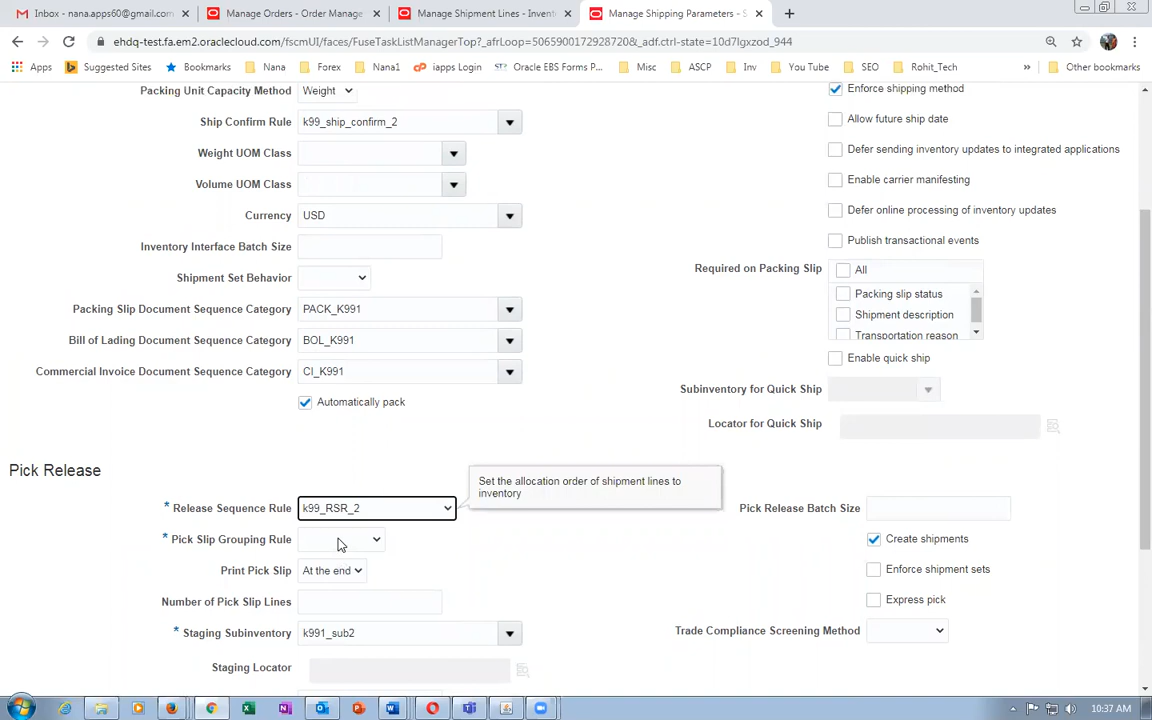 Inbox - nana.apps60@gmail.com
Manage Orders - Order Manage
Manage Shipment Lines - Invent
Manage Shipping Parameters - S
ehdq-test.fa.em2.oraclecloud.com/fscmUI/faces/FuseTaskListManagerTop?_afrLoop=5065900172928720&_adf.ctrl-state=10d7lgxzod_944
Apps
Suggested Sites
Bookmarks
Nana
Forex
Nana1
iapps Login
Oracle EBS Forms P...
Misc
ASCP
Inv
You Tube
SEO
Rohit_Tech
»
Other bookmarks
Packing Unit Capacity Method
Weight
Enforce shipping method
Ship Confirm Rule
k99_ship_confirm_2
Allow future ship date
Weight UOM Class
Defer sending inventory updates to integrated applications
Volume UOM Class
Enable carrier manifesting
Currency
USD
Defer online processing of inventory updates
Inventory Interface Batch Size
Publish transactional events
Shipment Set Behavior
Required on Packing Slip
All
Packing slip status
Shipment description
Transportation reason
Packing Slip Document Sequence Category
PACK_K991
Bill of Lading Document Sequence Category
BOL_K991
Commercial Invoice Document Sequence Category
CI_K991
Enable quick ship
Automatically pack
Subinventory for Quick Ship
Locator for Quick Ship
Pick Release
Set the allocation order of shipment lines to
inventory
* Release Sequence Rule
k99_RSR_2
Pick Release Batch Size
* Pick Slip Grouping Rule
Create shipments
Print Pick Slip
At the end
Enforce shipment sets
Number of Pick Slip Lines
Express pick
* Staging Subinventory
k991_sub2
Trade Compliance Screening Method
Staging Locator
10:37 AM